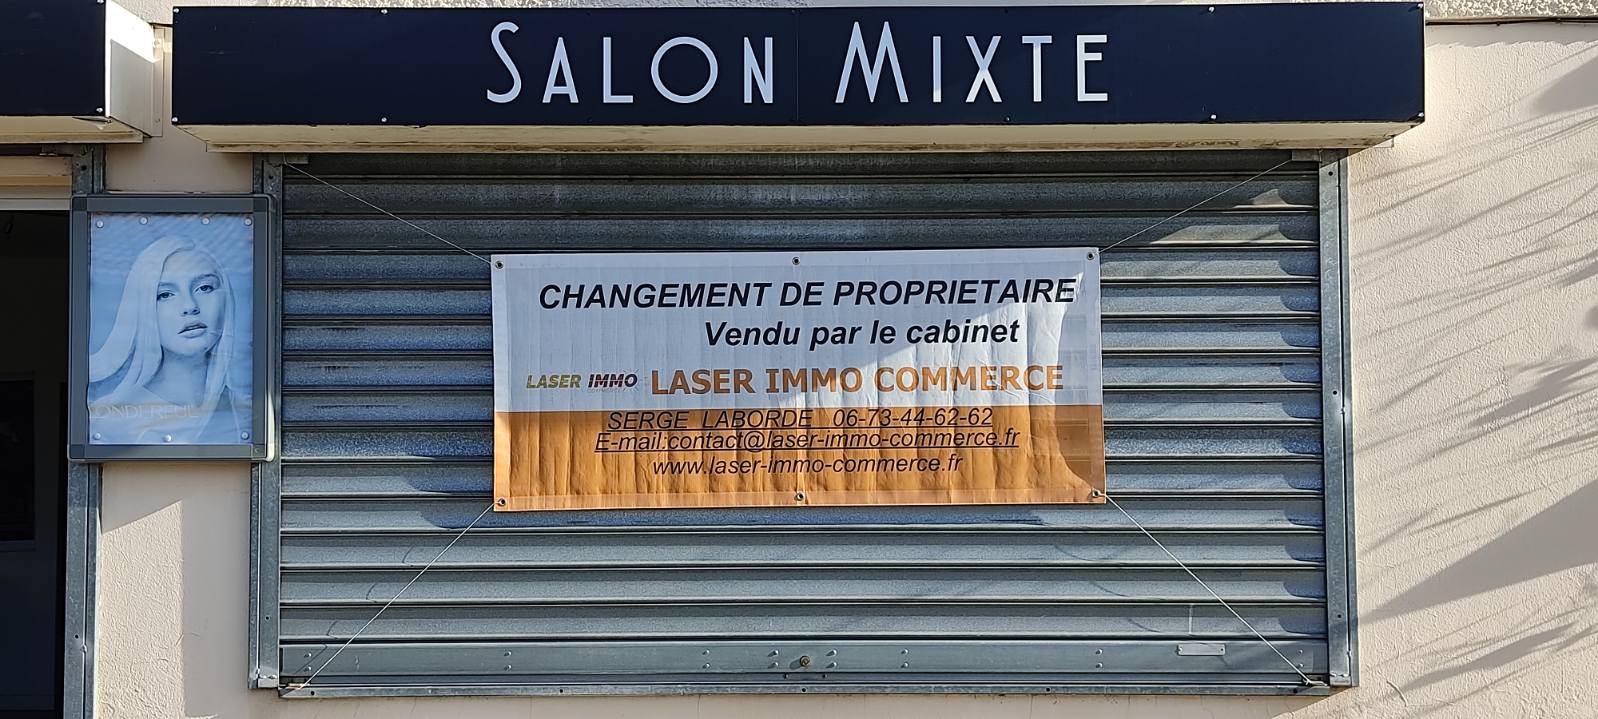 SALON MIXTE
CHANGEMENT DE PROPRIETAIRE
Vendu par le cabinet
LASER IMMO LASER IMMO COMMERCE
SERGE LABORDE 06-73-44-62-62
E-mail:contact@laser-immo-commerce.fr
www.laser-immo-commerce.fr